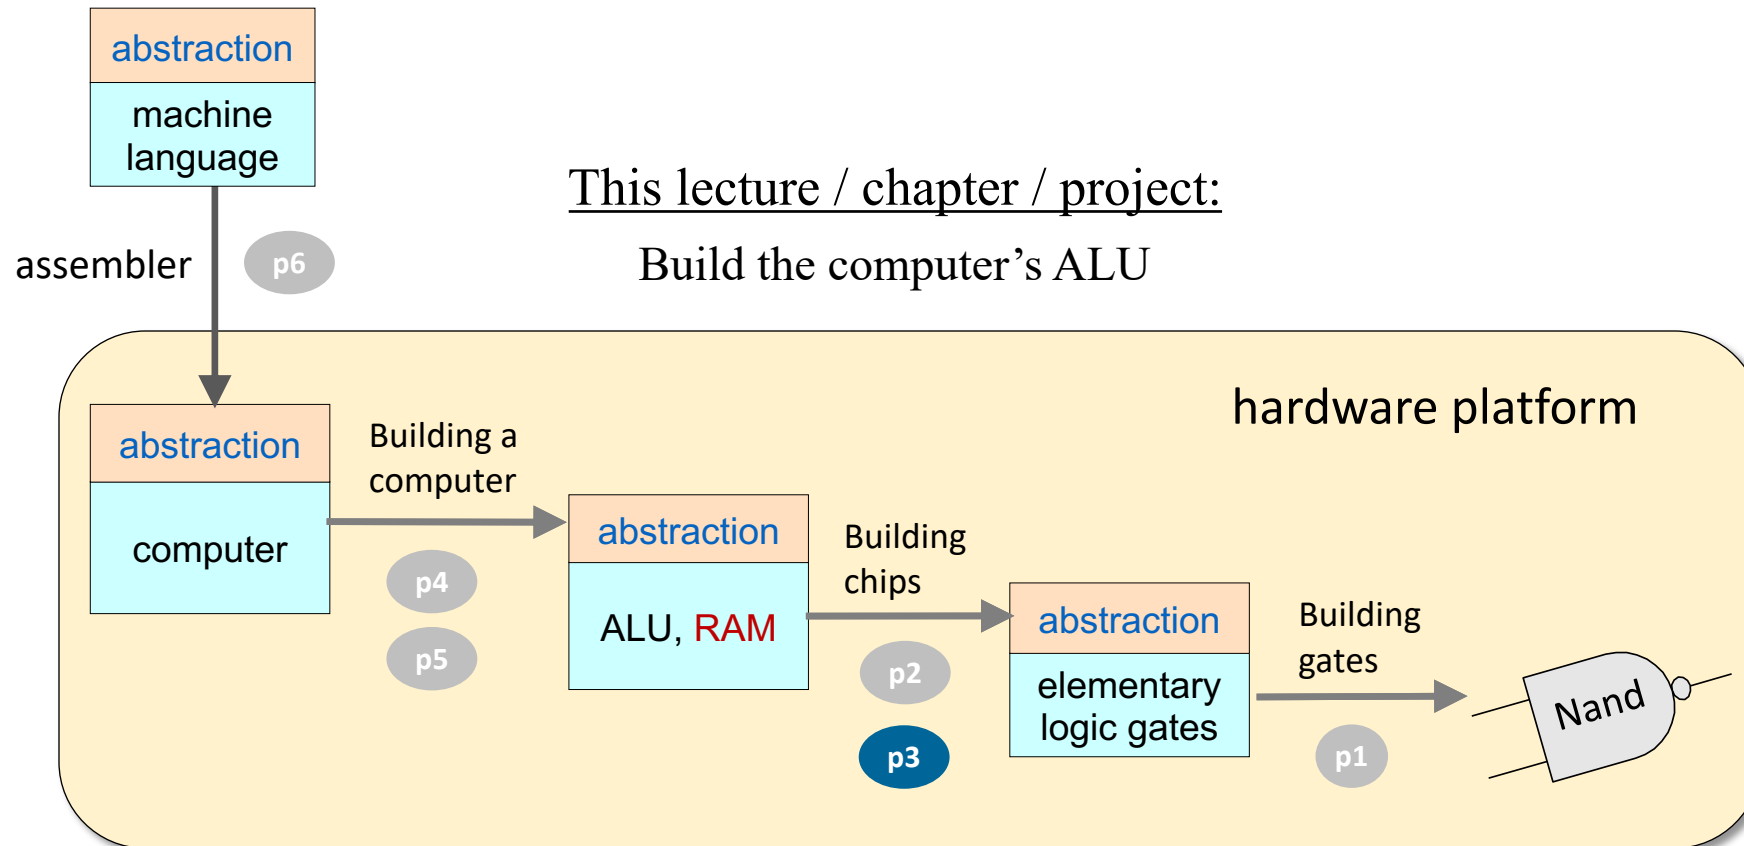 abstraction
machine
language
This lecture / chapter / project:
Build the computer’s ALU
assembler
p6
hardware platform
abstraction
computer
Building a
computer
p4
p5
abstraction
ALU, RAM
Building
chips
p2
p3
abstraction
elementary
logic gates
Building
gates
p1
Nand